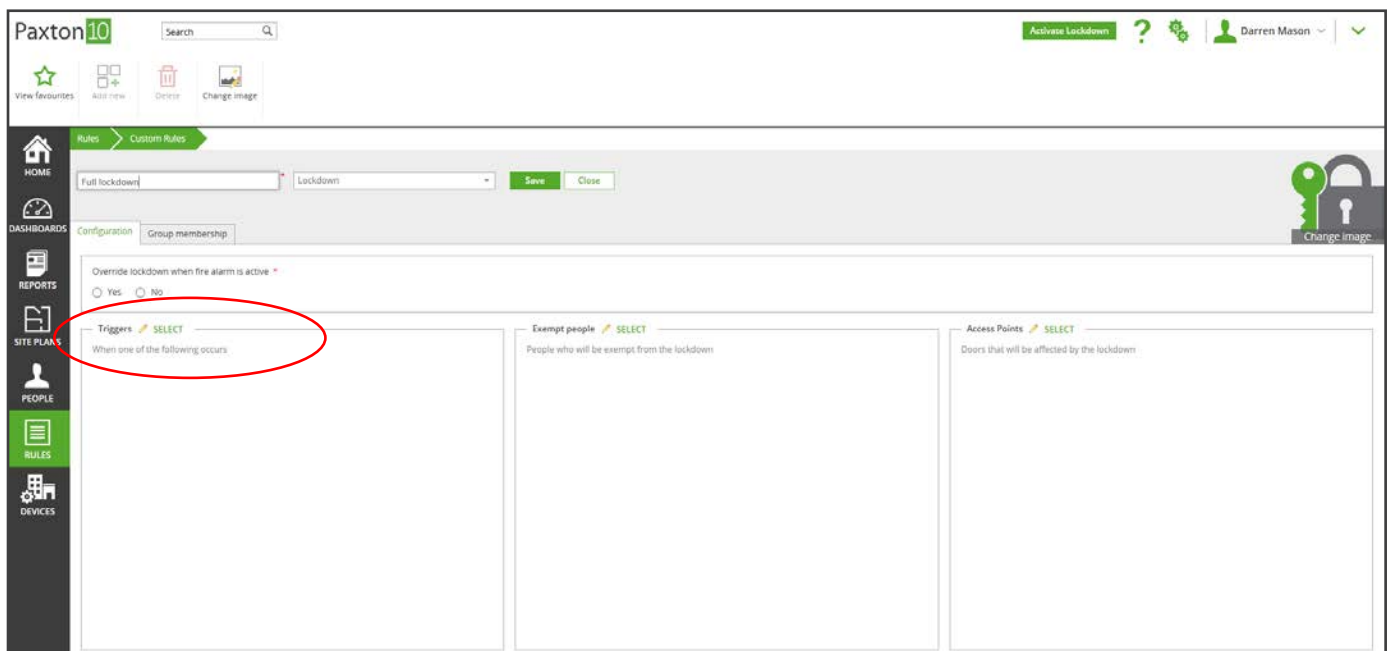 Paxton 10
Search
Activate Lockdown
?
Darren Mason
View favourites
Add new
Delete
Change image
Rules
Custom Rules
HOME
DASHBOARDS
REPORTS
SITE PLANS
PEOPLE
RULES
DEVICES
Full lockdown
*
Lockdown
Save
Close
Change image
Configuration
Group membership
Override lockdown when fire alarm is active *
Yes
No
Triggers SELECT
When one of the following occurs
Exempt people SELECT
People who will be exempt from the lockdown
Access Points SELECT
Doors that will be affected by the lockdown